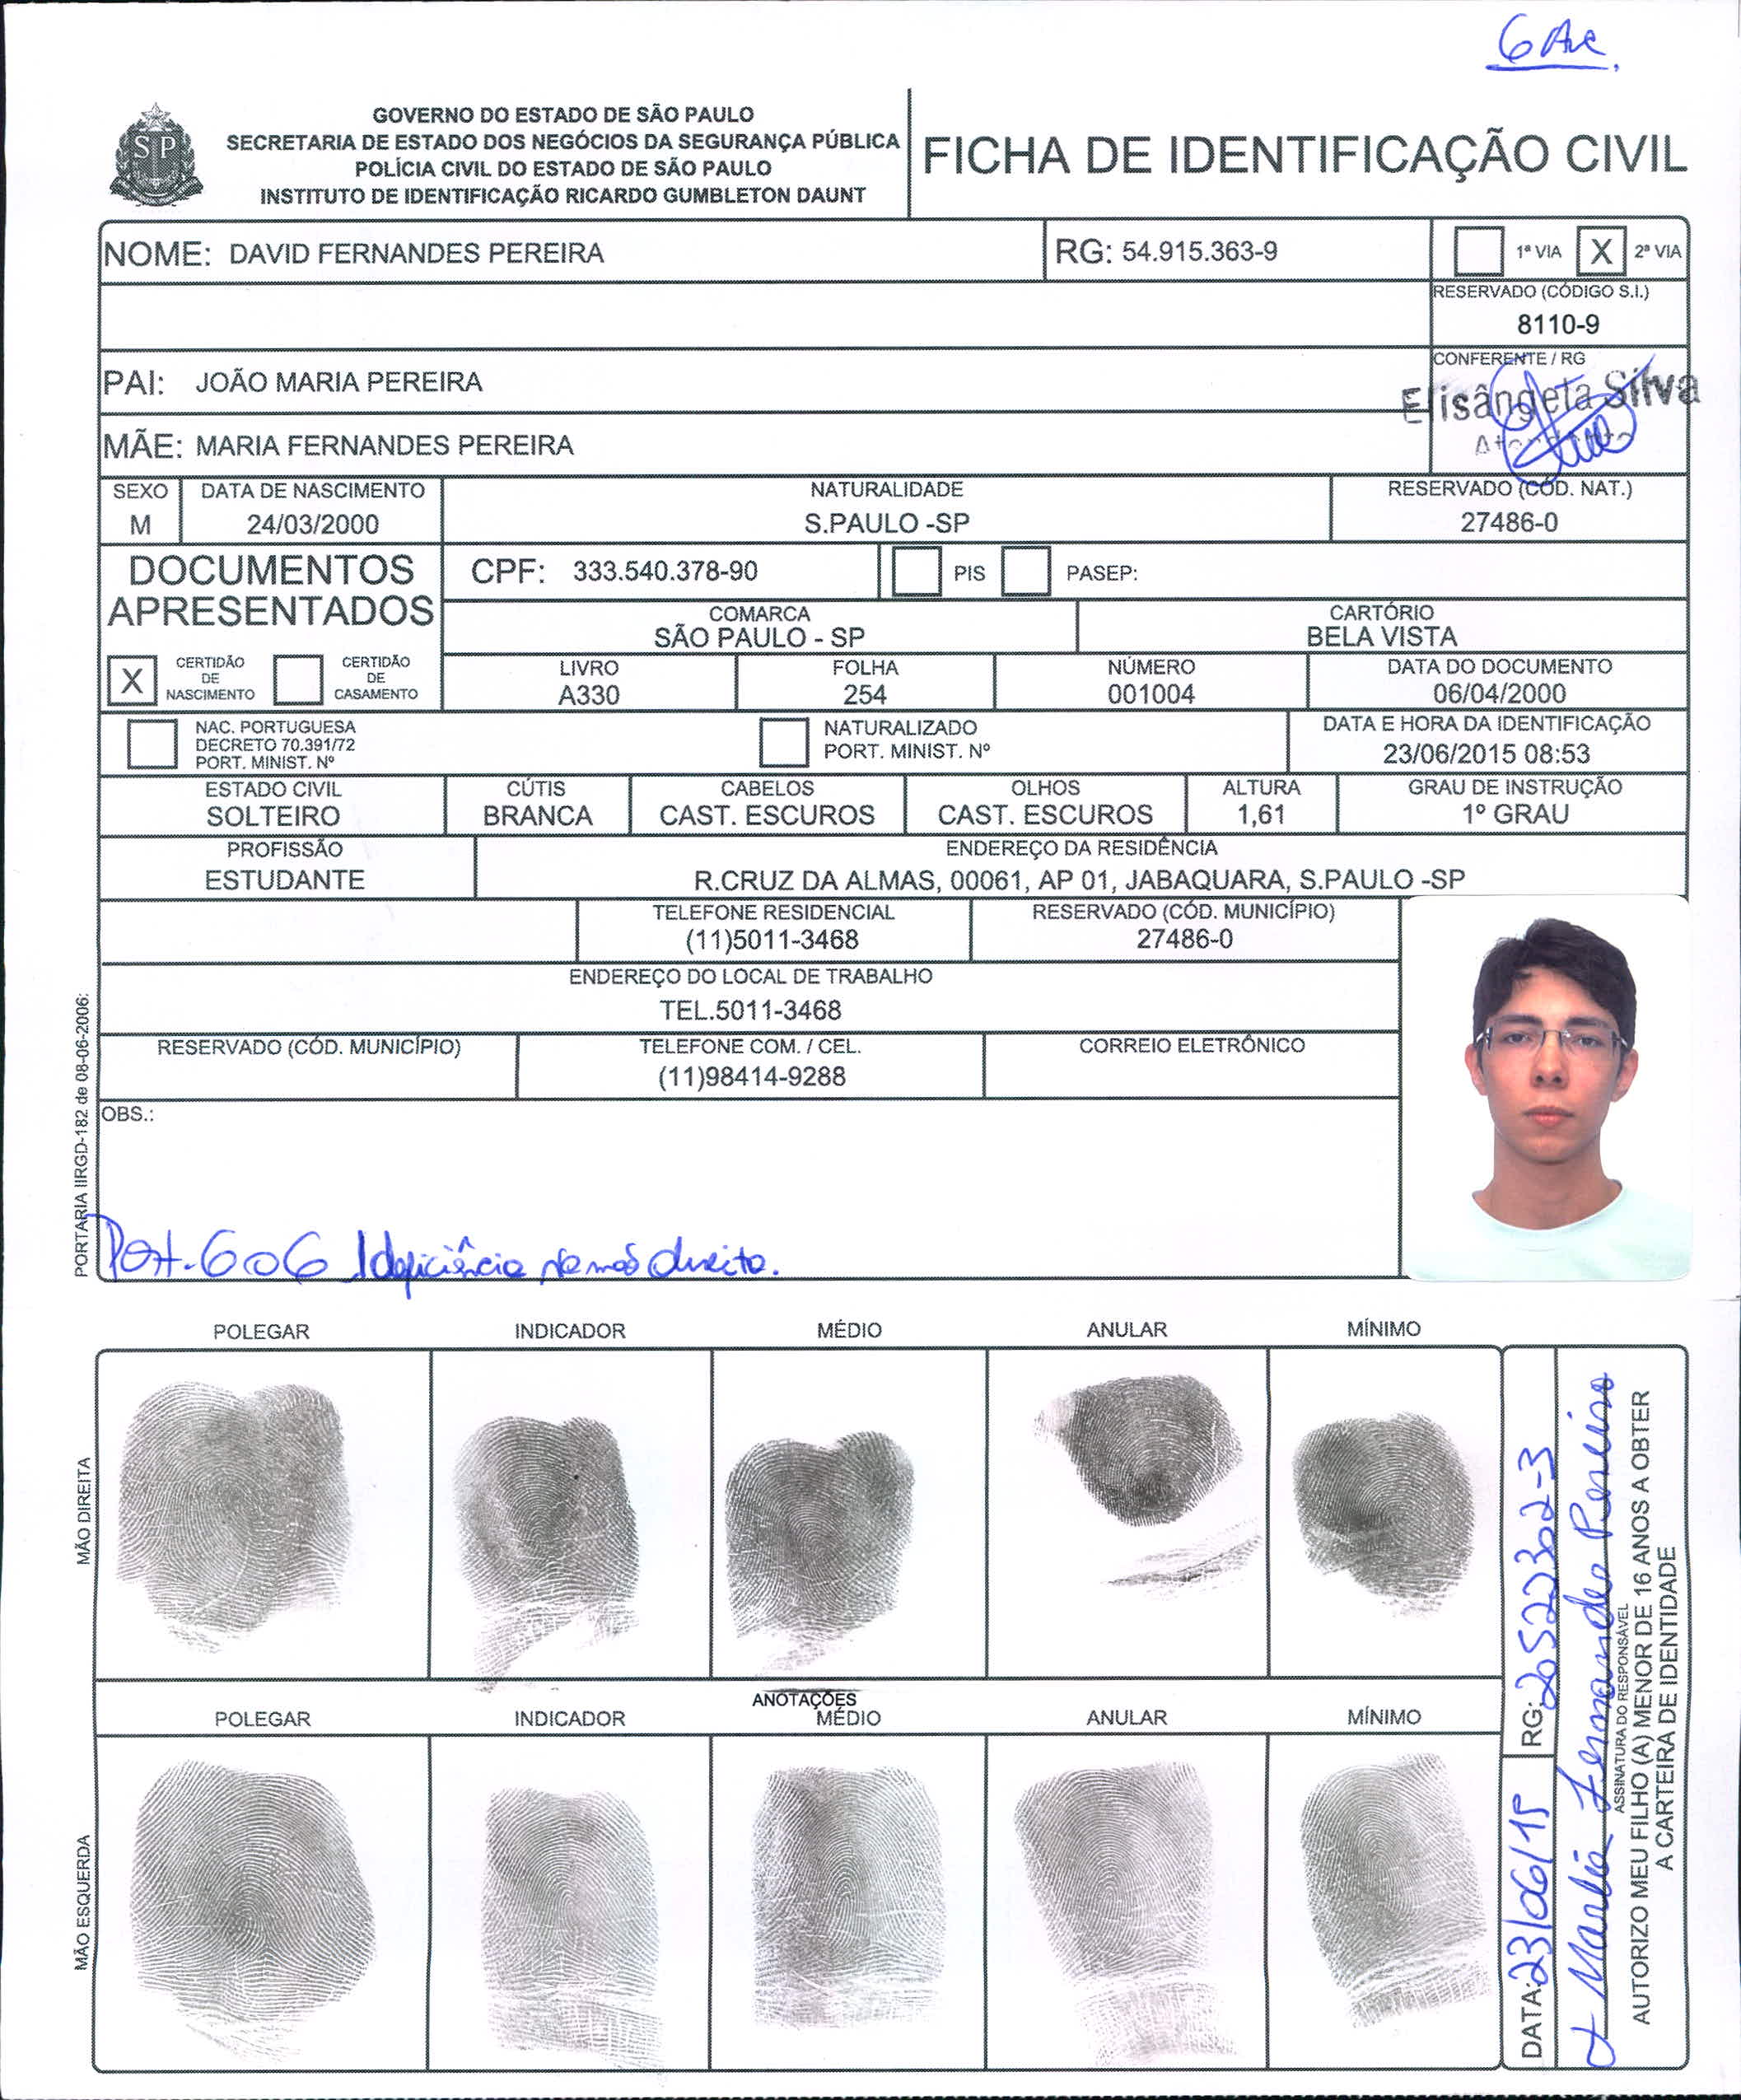 6 Ave.
GOVERNO DO ESTADO DE SÃO PAULO
SECRETARIA DE ESTADO DOS NEGÓCIOS DA SEGURANÇA PÚBLICA
POLÍCIA CIVIL DO ESTADO DE SÃO PAULO
INSTITUTO DE IDENTIFICAÇÃO RICARDO GUMBLETON DAUNT
SP
FICHA DE IDENTIFICAÇÃO CIVIL
NOME: DAVID FERNANDES PEREIRA
RG: 54.915.363-9
1ª VIA X 2ª VIA
RESERVADO (CÓDIGO S.I.)
8110-9
PAI: JOÃO MARIA PEREIRA
CONFERENTE / RG
Elisângela Silva
MÃE: MARIA FERNANDES PEREIRA
SEXO
M
DATA DE NASCIMENTO
24/03/2000
NATURALIDADE
S.PAULO -SP
RESERVADO (CÓD. NAT.)
27486-0
DOCUMENTOS
APRESENTADOS
CPF: 333.540.378-90
PIS
PASEP:
COMARCA
SÃO PAULO - SP
CARTÓRIO
BELA VISTA
X
CERTIDÃO
DE
NASCIMENTO
CERTIDÃO
DE
CASAMENTO
LIVRO
A330
FOLHA
254
NÚMERO
001004
DATA DO DOCUMENTO
06/04/2000
NAC. PORTUGUESA
DECRETO 70.391/72
PORT. MINIST. Nº
NATURALIZADO
PORT. MINIST. Nº
DATA E HORA DA IDENTIFICAÇÃO
23/06/2015 08:53
ESTADO CIVIL
SOLTEIRO
CÚTIS
BRANCA
CABELOS
CAST. ESCUROS
OLHOS
CAST. ESCUROS
ALTURA
1,61
GRAU DE INSTRUÇÃO
1º GRAU
PROFISSÃO
ESTUDANTE
ENDEREÇO DA RESIDÊNCIA
R.CRUZ DA ALMAS, 00061, AP 01, JABAQUARA, S.PAULO -SP
TELEFONE RESIDENCIAL
(11)5011-3468
RESERVADO (CÓD. MUNICÍPIO)
27486-0
ENDEREÇO DO LOCAL DE TRABALHO
TEL.5011-3468
RESERVADO (CÓD. MUNICÍPIO)
TELEFONE COM. / CEL.
(11)98414-9288
CORREIO ELETRÔNICO
OBS.:
Port. 606 deficiência na mão direita.
PORTARIA IIRGD-182 de 08-06-2006:
POLEGAR INDICADOR MÉDIO ANULAR MÍNIMO
MÃO DIREITA
ANOTAÇÕES
POLEGAR INDICADOR MÉDIO ANULAR MÍNIMO
MÃO ESQUERDA
DATA: 23/06/15 RG: 20522302-3
Maria Fernandes Pereira
ASSINATURA DO RESPONSÁVEL
AUTORIZO MEU FILHO (A) MENOR DE 16 ANOS A OBTER
A CARTEIRA DE IDENTIDADE